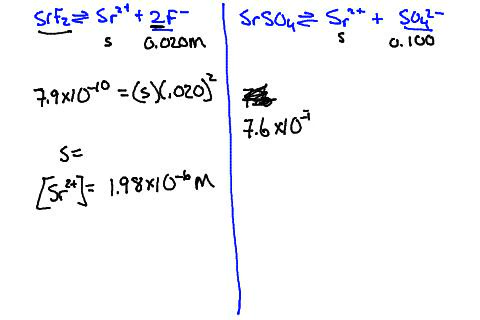 SrF₂ ⇌ Sr²⁺ + 2F⁻
s 0.020M
7.9×10⁻¹⁰ = (s)(.020)²
s=
[Sr²⁺] = 1.98×10⁻⁶ M
SrSO₄ ⇌ Sr²⁺ + SO₄²⁻
s 0.100
7.6×10⁻⁷